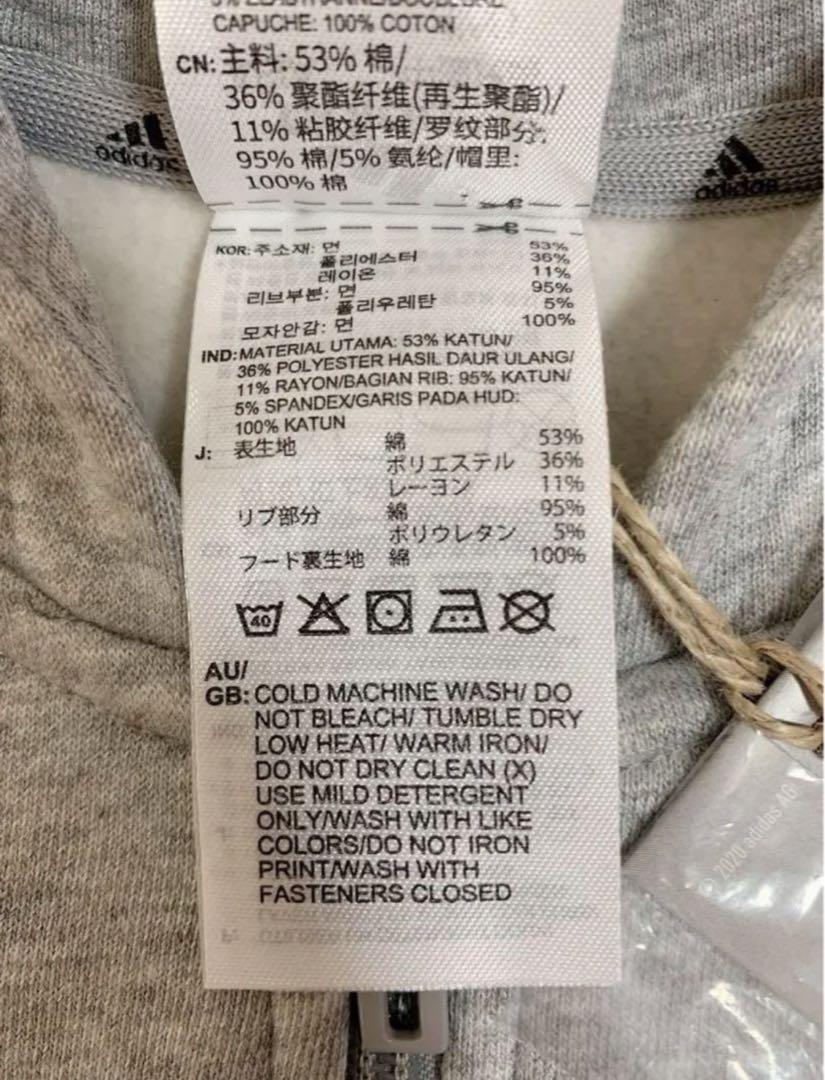 CAPUCHE: 100% COTON
CN: 主料: 53% 棉/
36% 聚酯纤维(再生聚酯)/
11% 粘胶纤维/罗纹部分:
95% 棉/5% 氨纶/帽里:
100% 棉
adidas
adidas
KOR: 주소재: 면 53%
폴리에스터 36%
레이온 11%
리브부분: 면 95%
폴리우레탄 5%
모자안감: 면 100%
IND: MATERIAL UTAMA: 53% KATUN/
36% POLYESTER HASIL DAUR ULANG/
11% RAYON/BAGIAN RIB: 95% KATUN/
5% SPANDEX/GARIS PADA HUD:
100% KATUN
J: 表生地 綿 53%
ポリエステル 36%
レーヨン 11%
リブ部分 綿 95%
ポリウレタン 5%
フード裏生地 綿 100%
40
AU/
GB: COLD MACHINE WASH/ DO
NOT BLEACH/ TUMBLE DRY
LOW HEAT/ WARM IRON/
DO NOT DRY CLEAN (X)
USE MILD DETERGENT
ONLY/WASH WITH LIKE
COLORS/DO NOT IRON
PRINT/WASH WITH
FASTENERS CLOSED
© 2020 adidas AG